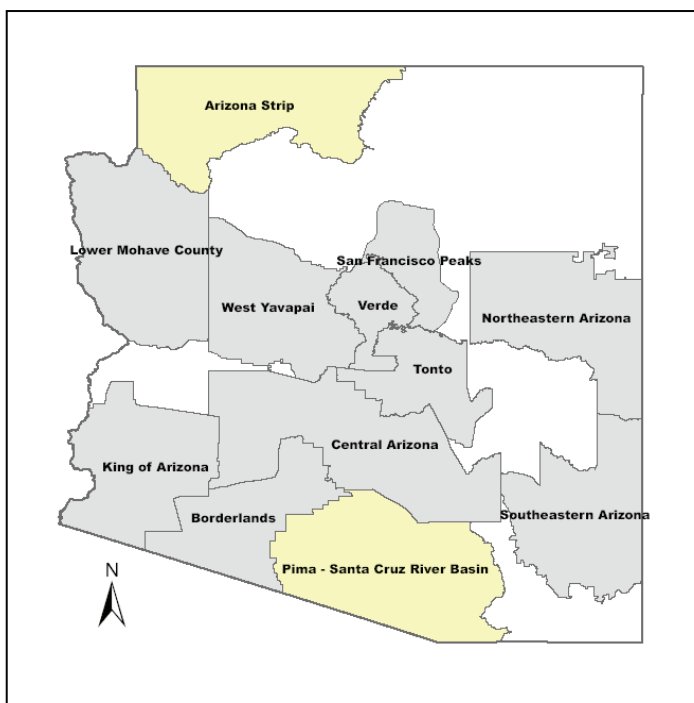 Arizona Strip
Lower Mohave County
San Francisco Peaks
West Yavapai
Verde
Northeastern Arizona
Tonto
Central Arizona
King of Arizona
Borderlands
Southeastern Arizona
Pima - Santa Cruz River Basin
N